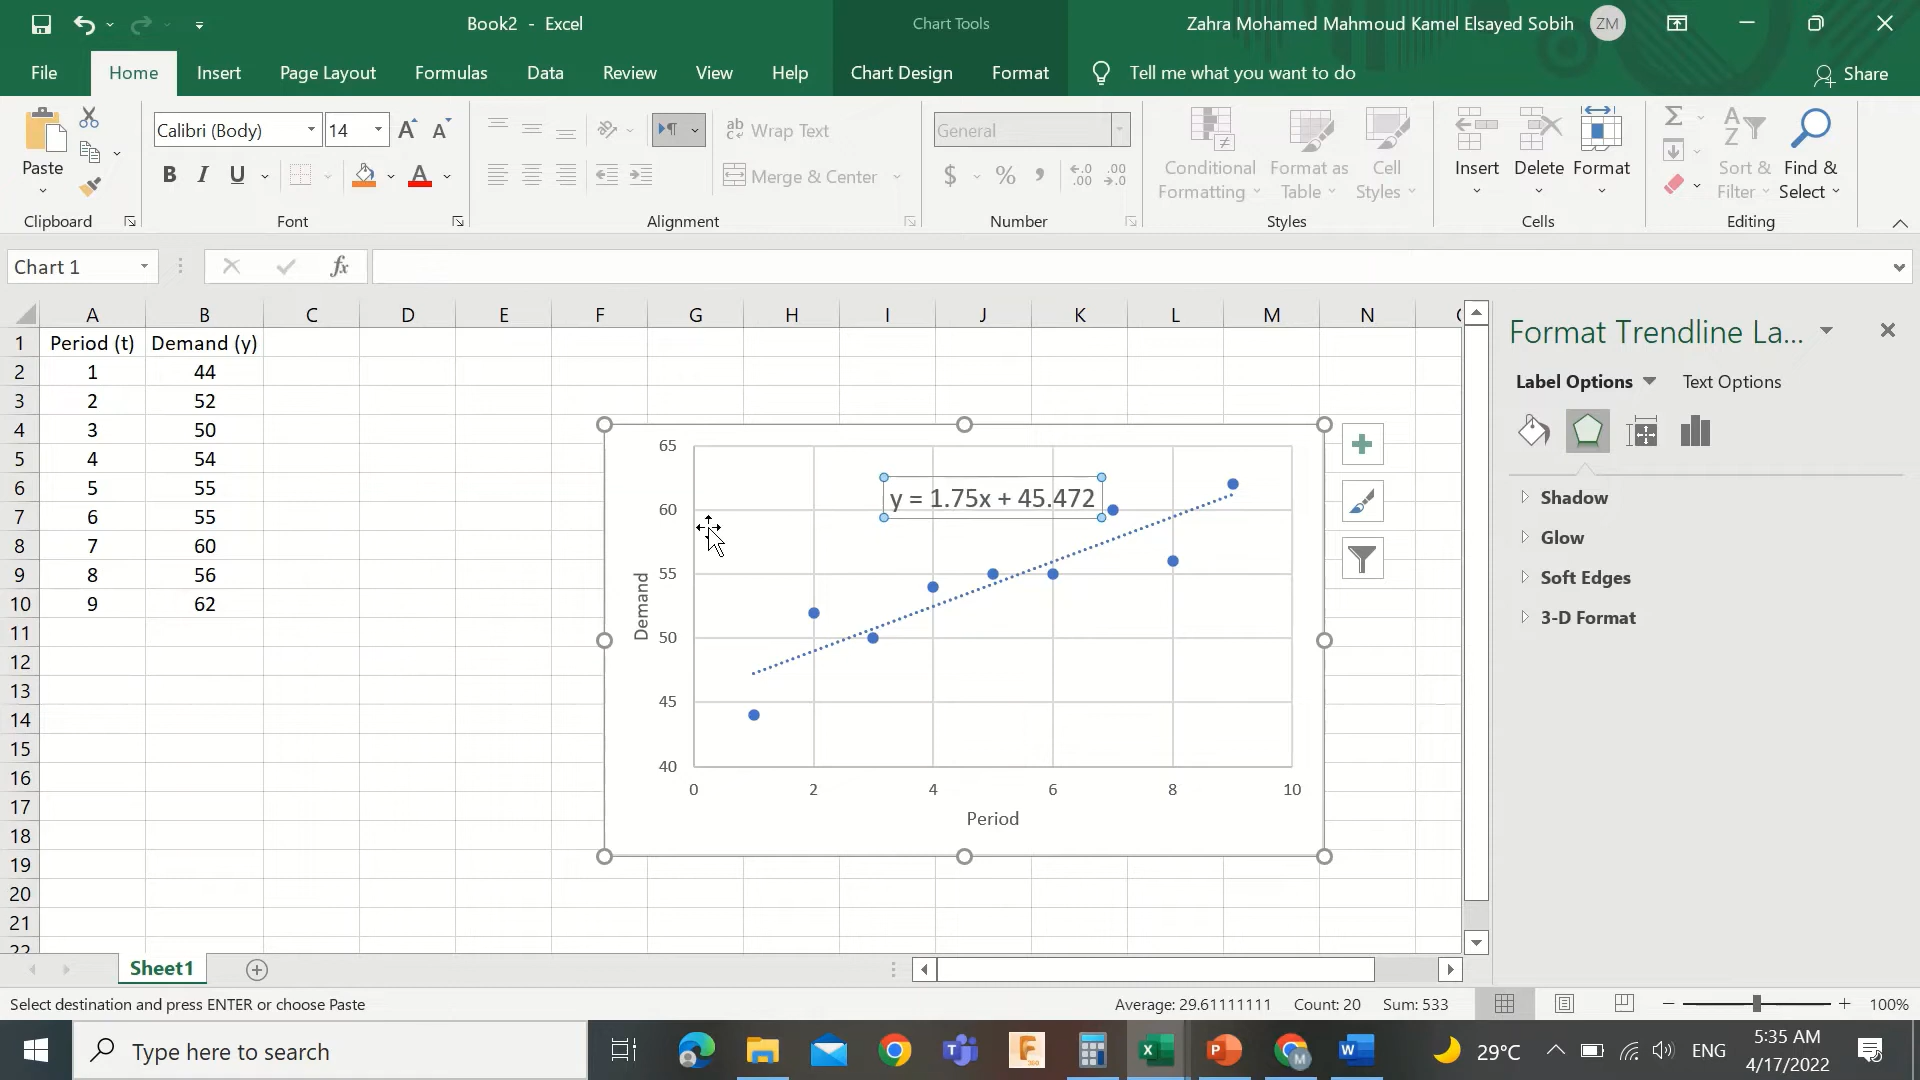 Book2 - Excel
Chart Tools
Zahra Mohamed Mahmoud Kamel Elsayed Sobih
ZM
File
Home
Insert
Page Layout
Formulas
Data
Review
View
Help
Chart Design
Format
Tell me what you want to do
Share
Paste
Calibri (Body)
14
Wrap Text
Merge & Center
General
Conditional Formatting
Format as Table
Cell Styles
Insert
Delete
Format
Sort & Filter
Find & Select
Clipboard
Font
Alignment
Number
Styles
Cells
Editing
Chart 1
fx
A B C D E F G H I J K L M N
1 Period (t) Demand (y)
2 1 44
3 2 52
4 3 50
5 4 54
6 5 55
7 6 55
8 7 60
9 8 56
10 9 62
11
12
13
14
15
16
17
18
19
20
21
22
y = 1.75x + 45.472
65
60
55
50
45
40
Demand
0 2 4 6 8 10
Period
Format Trendline La...
Label Options
Text Options
Shadow
Glow
Soft Edges
3-D Format
Sheet1
Select destination and press ENTER or choose Paste
Average: 29.61111111 Count: 20 Sum: 533
100%
Type here to search
29°C
ENG
5:35 AM
4/17/2022